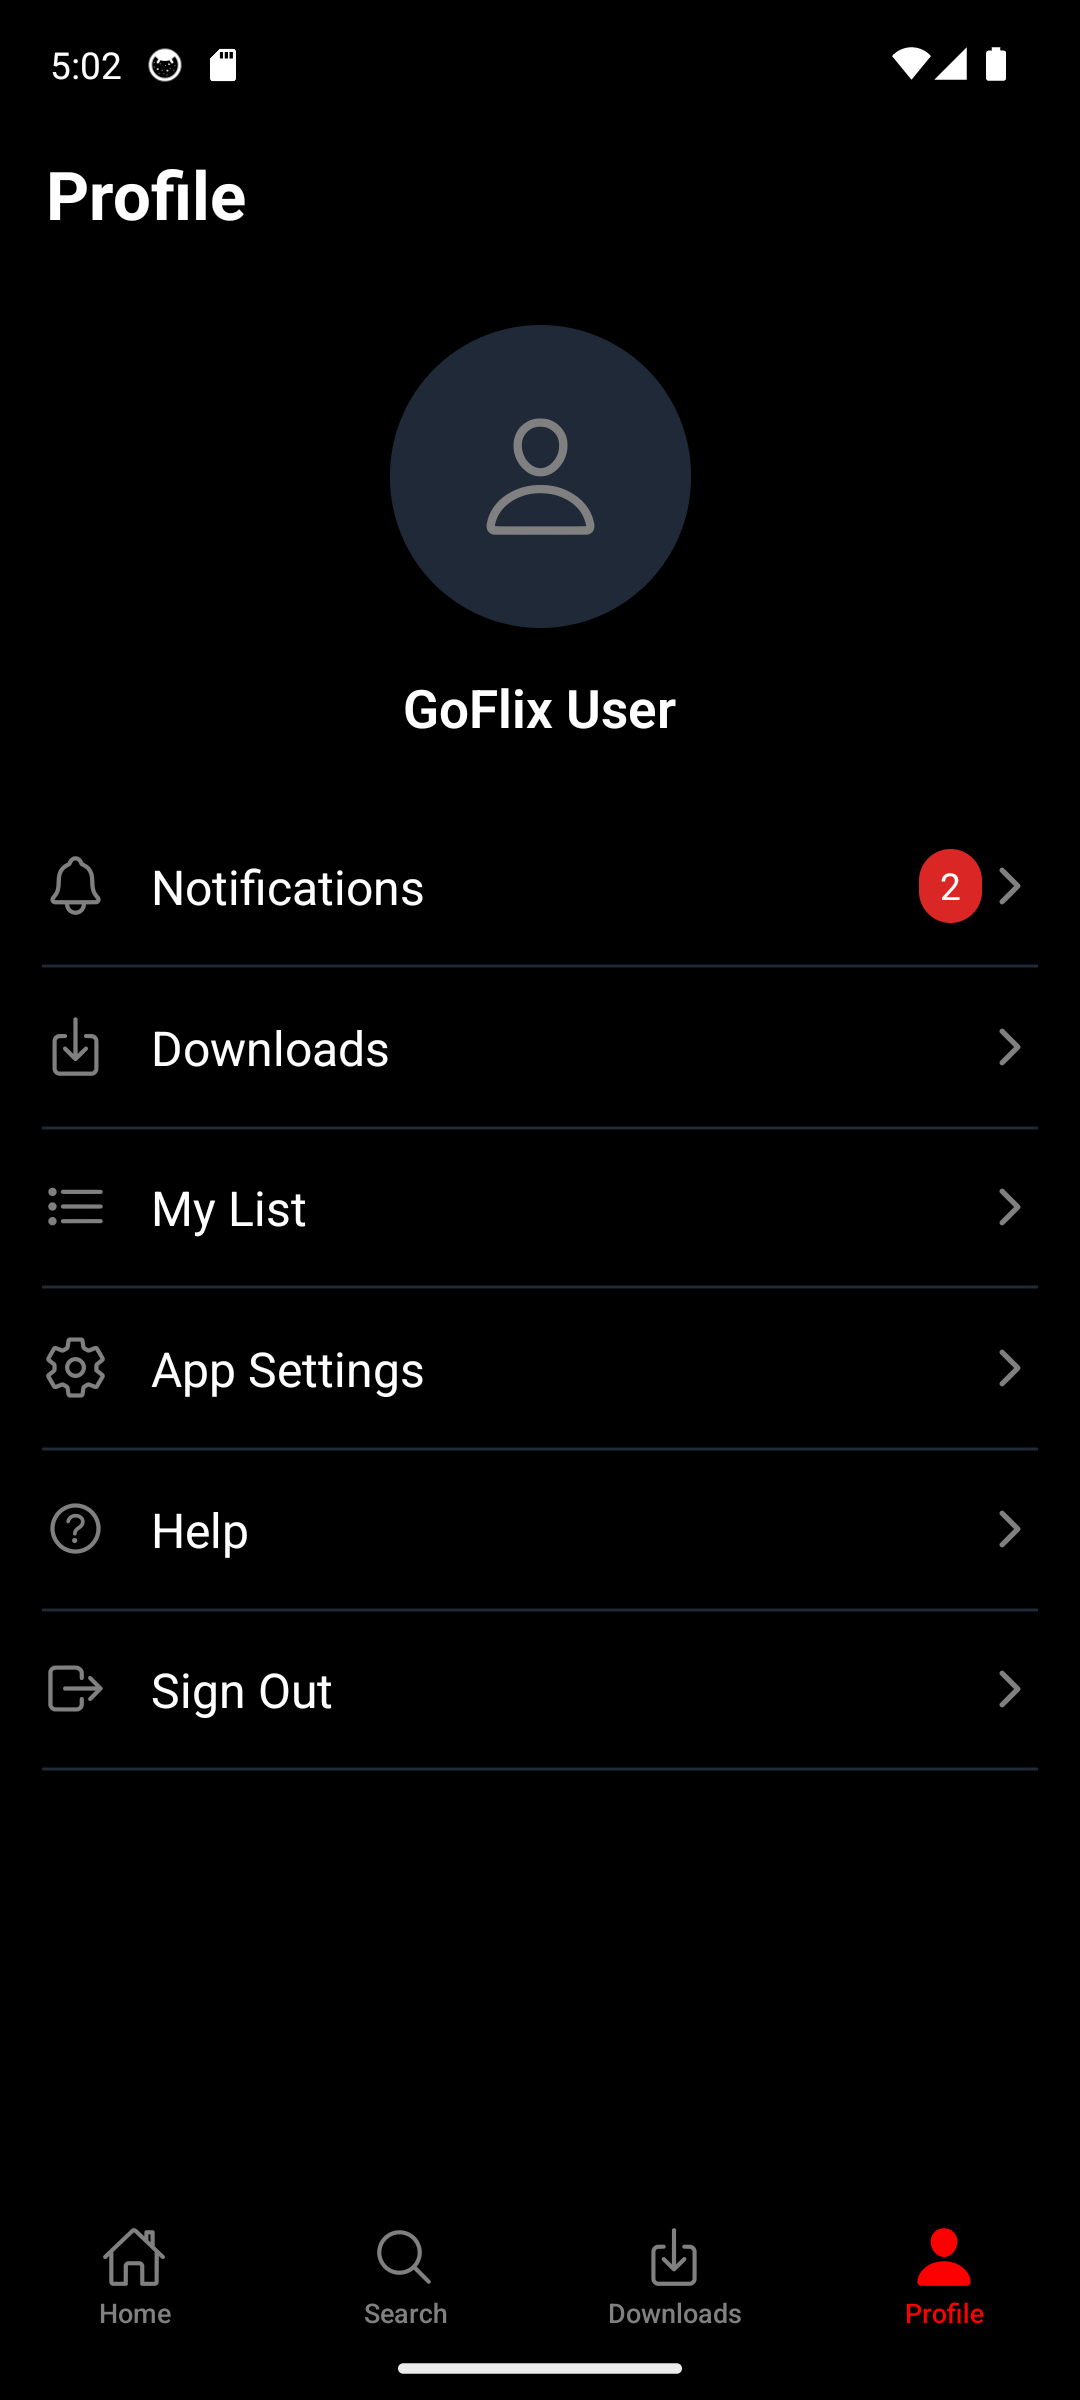 5:02
Profile
GoFlix User
Notifications
2
Downloads
My List
App Settings
Help
Sign Out
Home
Search
Downloads
Profile